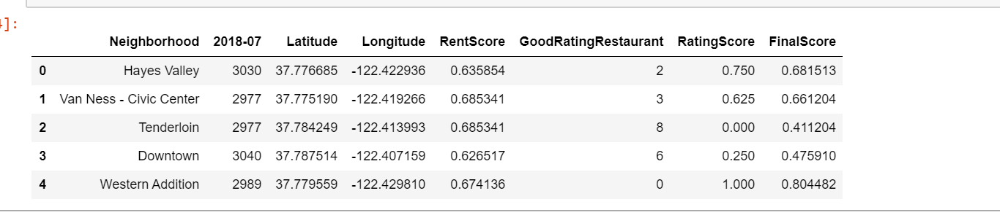 ]:
Neighborhood 2018-07 Latitude Longitude RentScore GoodRatingRestaurant RatingScore FinalScore
0 Hayes Valley 3030 37.776685 -122.422936 0.635854 2 0.750 0.681513
1 Van Ness - Civic Center 2977 37.775190 -122.419266 0.685341 3 0.625 0.661204
2 Tenderloin 2977 37.784249 -122.413993 0.685341 8 0.000 0.411204
3 Downtown 3040 37.787514 -122.407159 0.626517 6 0.250 0.475910
4 Western Addition 2989 37.779559 -122.429810 0.674136 0 1.000 0.804482